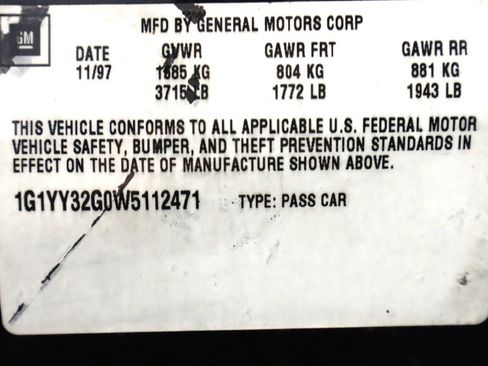 GM
MFD BY GENERAL MOTORS CORP
DATE GVWR GAWR FRT GAWR RR
11/97 1685 KG 804 KG 881 KG
3715 LB 1772 LB 1943 LB
THIS VEHICLE CONFORMS TO ALL APPLICABLE U.S. FEDERAL MOTOR
VEHICLE SAFETY, BUMPER, AND THEFT PREVENTION STANDARDS IN
EFFECT ON THE DATE OF MANUFACTURE SHOWN ABOVE.
1G1YY32G0W5112471 TYPE: PASS CAR